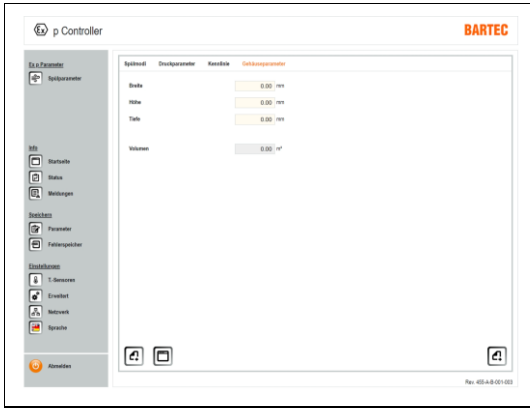 Ex p Controller
BARTEC
Ex p Parameter
Spülparameter
Info
Startseite
Status
Meldungen
Speichern
Parameter
Fehlerspeicher
Einstellungen
T.-Sensoren
Erweitert
Netzwerk
Sprache
Abmelden
Spülmodi Druckparameter Kennlinie Gehäuseparameter
Breite 0.00 mm
Höhe 0.00 mm
Tiefe 0.00 mm
Volumen 0.00 m³
Rev. 455-A-B-001-003